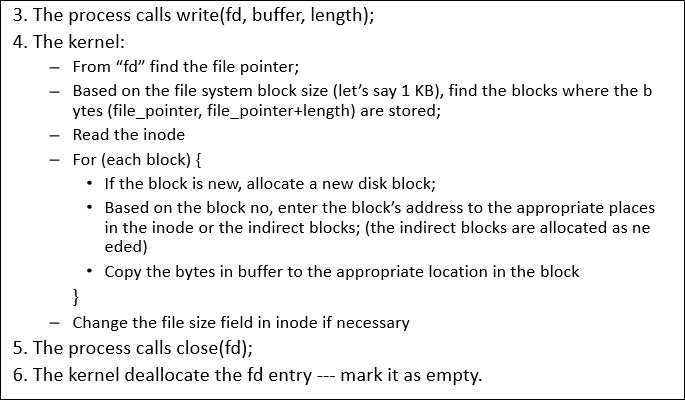 3. The process calls write(fd, buffer, length);
4. The kernel:
– From “fd” find the file pointer;
– Based on the file system block size (let’s say 1 KB), find the blocks where the b
ytes (file_pointer, file_pointer+length) are stored;
– Read the inode
– For (each block) {
• If the block is new, allocate a new disk block;
• Based on the block no, enter the block’s address to the appropriate places
in the inode or the indirect blocks; (the indirect blocks are allocated as ne
eded)
• Copy the bytes in buffer to the appropriate location in the block
}
– Change the file size field in inode if necessary
5. The process calls close(fd);
6. The kernel deallocate the fd entry --- mark it as empty.